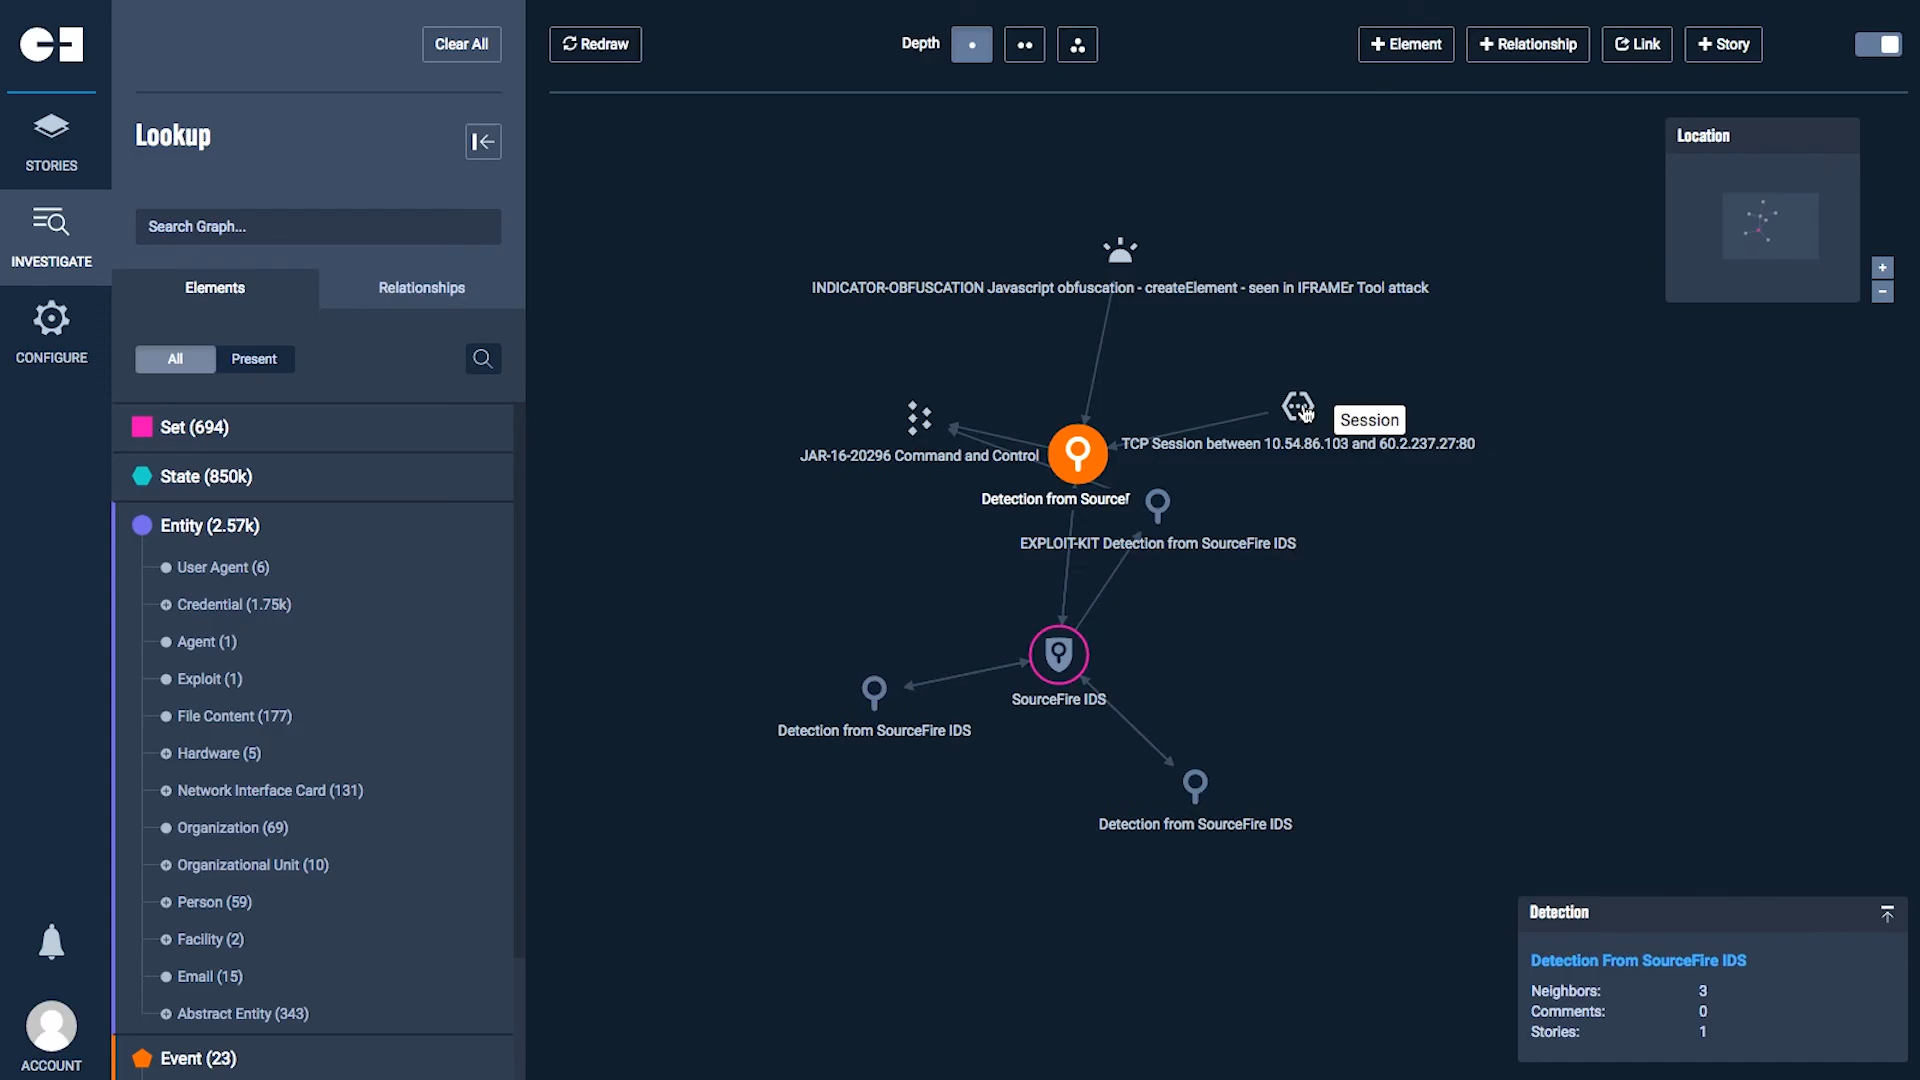 Clear All
Redraw
Depth
Element
Relationship
Link
Story
STORIES
INVESTIGATE
CONFIGURE
ACCOUNT
Lookup
Search Graph...
Elements
Relationships
All
Present
Set (694)
State (850k)
Entity (2.57k)
User Agent (6)
Credential (1.75k)
Agent (1)
Exploit (1)
File Content (177)
Hardware (5)
Network Interface Card (131)
Organization (69)
Organizational Unit (10)
Person (59)
Facility (2)
Email (15)
Abstract Entity (343)
Event (23)
Location
INDICATOR-OBFUSCATION Javascript obfuscation - createElement - seen in IFRAMEr Tool attack
Session
TCP Session between 10.54.86.103 and 60.2.237.27:80
JAR-16-20296 Command and Control
Detection from Sourcef
EXPLOIT-KIT Detection from SourceFire IDS
SourceFire IDS
Detection from SourceFire IDS
Detection from SourceFire IDS
Detection
Detection From SourceFire IDS
Neighbors: 3
Comments: 0
Stories: 1